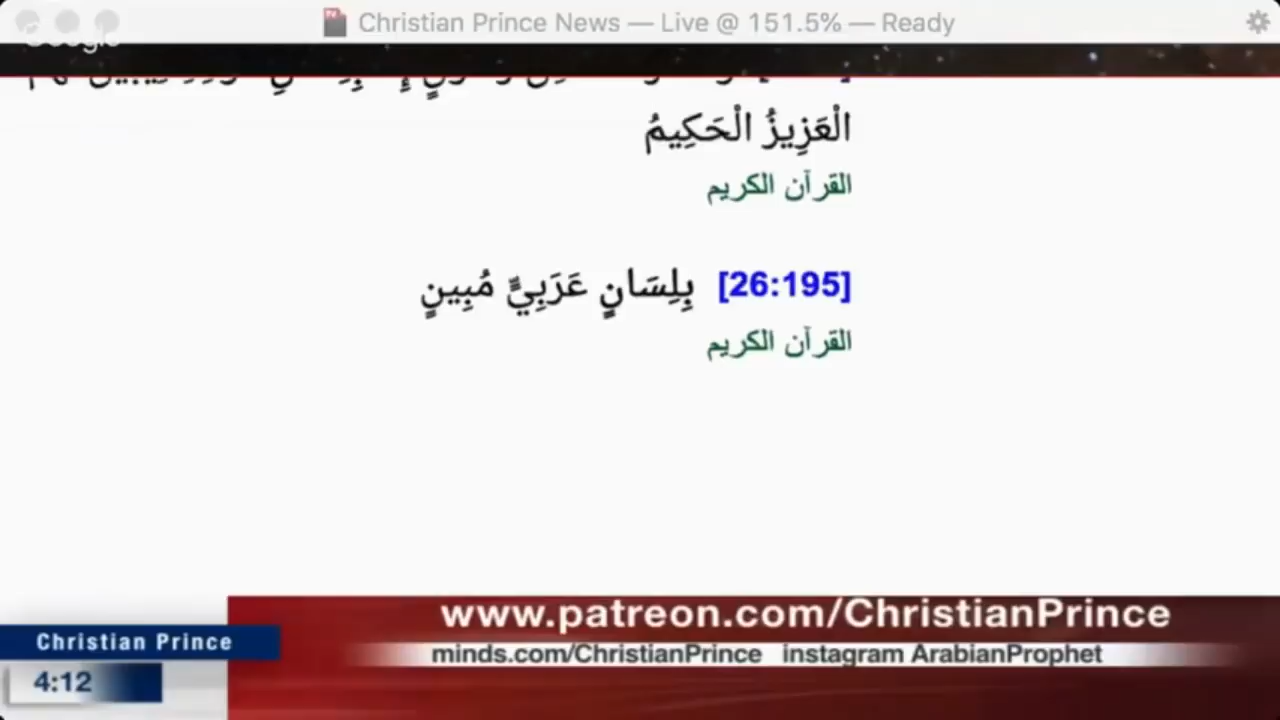 Christian Prince News — Live @ 151.5% — Ready
Google
الْعَزِيزُ الْحَكِيمُ
القرآن الكريم
[26:195] بِلِسَانٍ عَرَبِيٍّ مُبِينٍ
القرآن الكريم
www.patreon.com/ChristianPrince
Christian Prince
minds.com/ChristianPrince instagram ArabianProphet
4:12